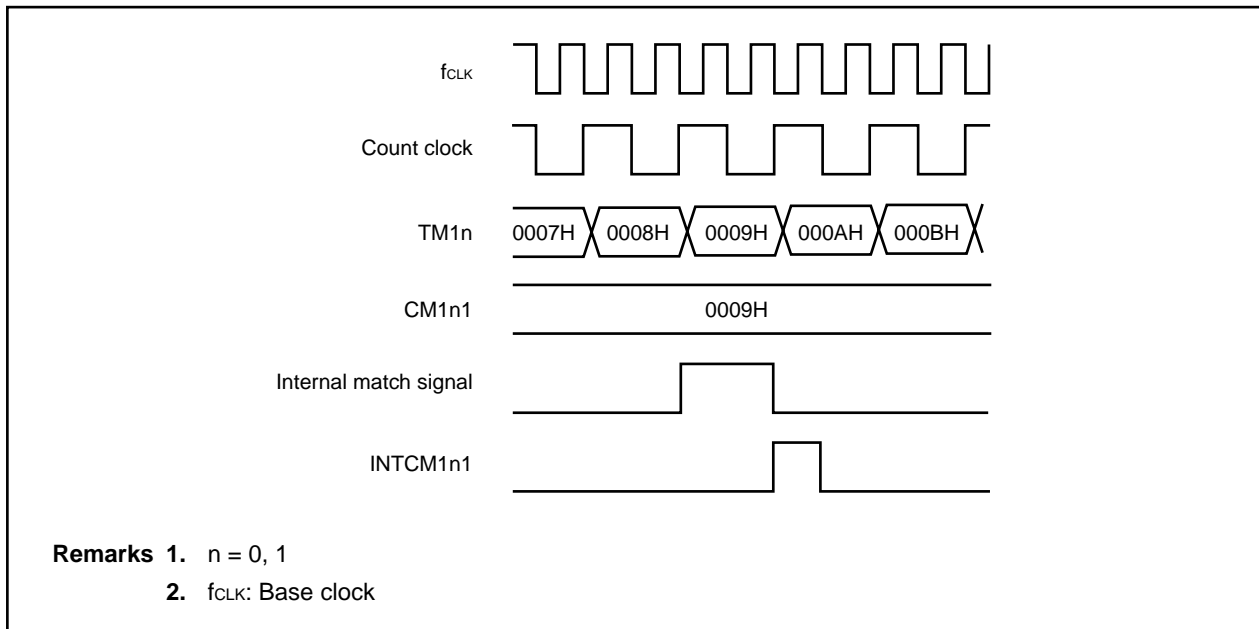 fCLK
Count clock
TM1n 0007H 0008H 0009H 000AH 000BH
CM1n1 0009H
Internal match signal
INTCM1n1
Remarks 1. n = 0, 1
2. fCLK: Base clock